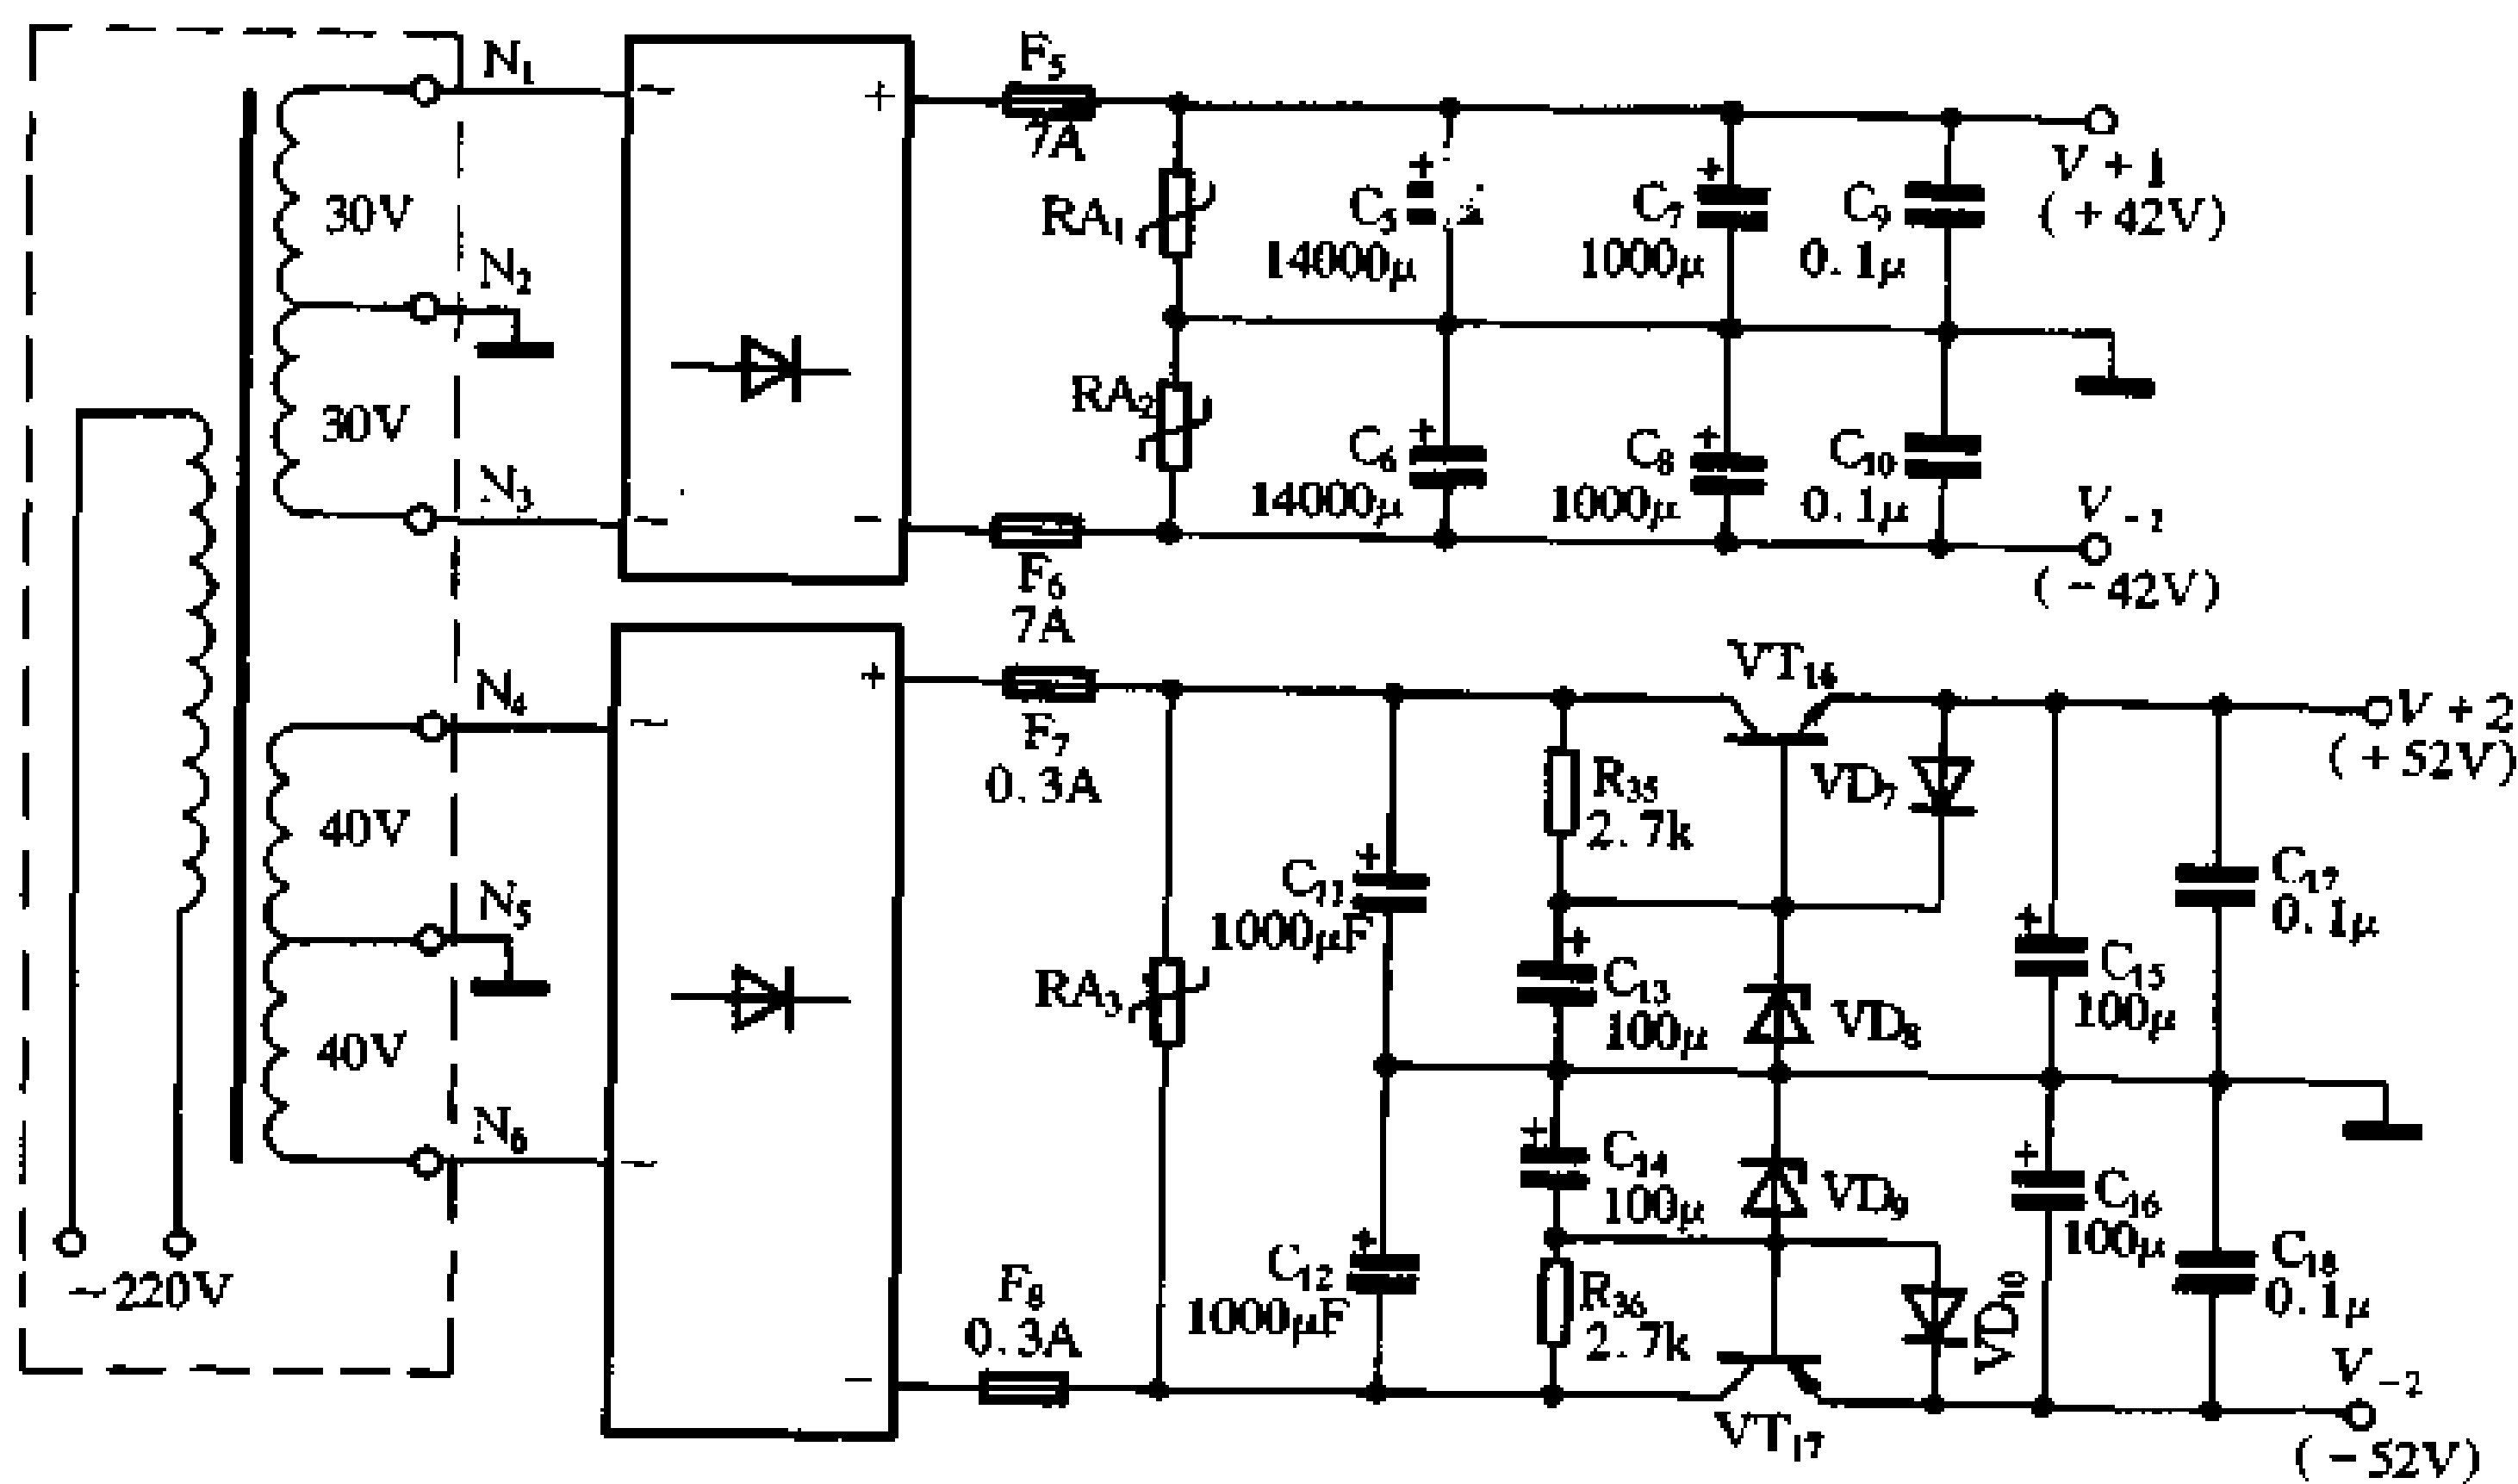 N₁
~
+
F₅
7A
RA₁
+
C₅
14000μ
+
C₇
1000μ
C₉
0.1μ
V+1
(+42V)
30V
N₂
30V
RA₂
+
C₆
14000μ
+
C₈
1000μ
C₁₀
0.1μ
N₃
~
−
F₆
7A
(−42V)
N₄
~
+
F₇
0.3A
VT₁₆
V+2
(+52V)
40V
N₅
40V
RA₃
+
C₁₁
1000μF
R₃₅
2.7k
VD₇
+
C₁₃
100μ
VD₈
+
C₁₅
100μ
C₁₇
0.1μ
N₆
~
~220V
−
F₈
0.3A
+
C₁₂
1000μF
+
C₁₄
100μ
R₃₆
2.7k
VD₉
VD₁₀
+
C₁₆
100μ
C₁₈
0.1μ
VT₁₇
V₋₂
(−52V)